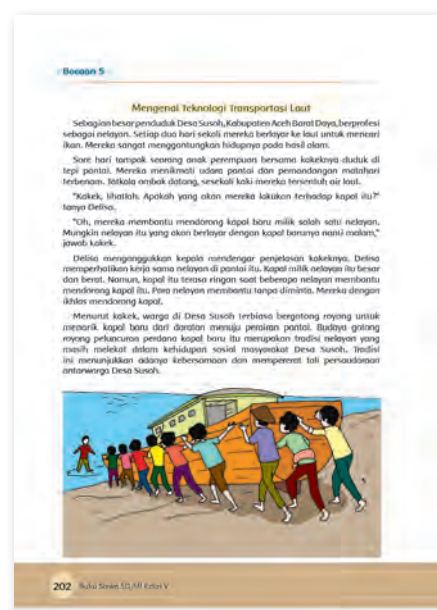 Bacaan 5
Mengenal Teknologi Transportasi Laut
Sebagian besar penduduk Desa Susoh, Kabupaten Aceh Barat Daya, berprofesi
sebagai nelayan. Setiap dua hari sekali mereka berlayar ke laut untuk mencari
ikan. Mereka sangat menggantungkan hidupnya pada hasil alam.
Sore hari tampak seorang anak perempuan bersama kakeknya duduk di
tepi pantai. Mereka menikmati udara pantai dan pemandangan matahari
terbenam. Tatkala ombak datang, sesekali kaki mereka tersentuh air laut.
"Kakek, lihatlah. Apakah yang akan mereka lakukan terhadap kapal itu?"
tanya Delisa.
"Oh, mereka membantu mendorong kapal baru milik salah satu nelayan.
Mungkin nelayan itu yang akan berlayar dengan kapal barunya nanti malam,"
jawab kakek.
Delisa menganggukkan kepala mendengar penjelasan kakeknya. Delisa
memperhatikan kerja sama nelayan di pantai itu. Kapal milik nelayan itu besar
dan berat. Namun, kapal itu terasa ringan saat beberapa nelayan membantu
mendorong kapal itu. Para nelayan membantu tanpa diminta. Mereka dengan
ikhlas mendorong kapal.
Menurut kakek, warga di Desa Susoh terbiasa bergotong royong untuk
menarik kapal baru dari daratan menuju perairan pantai. Budaya gotong
royong peluncuran perdana kapal baru itu merupakan tradisi nelayan yang
masih melekat dalam kehidupan sosial masyarakat Desa Susoh. Tradisi
ini menunjukkan adanya kebersamaan dan mempererat tali persaudaraan
antarwarga Desa Susoh.
202 Buku Siswa SD/MI Kelas V